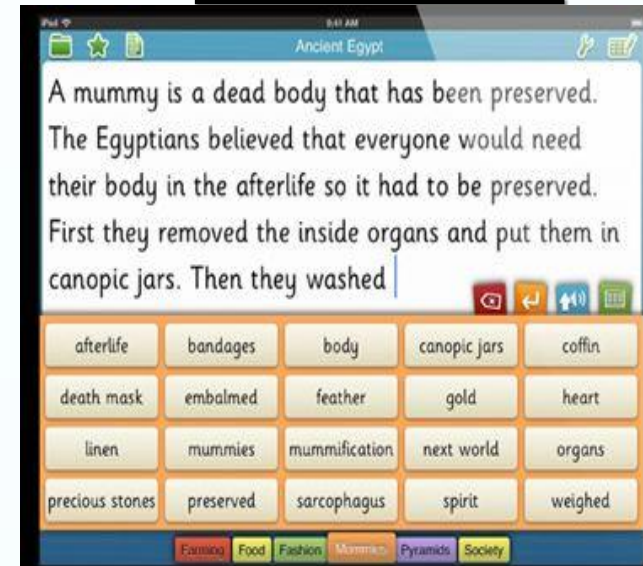 iPad 9:41 AM
Ancient Egypt
A mummy is a dead body that has been preserved.
The Egyptians believed that everyone would need
their body in the afterlife so it had to be preserved.
First they removed the inside organs and put them in
canopic jars. Then they washed
afterlife bandages body canopic jars coffin
death mask embalmed feather gold heart
linen mummies mummification next world organs
precious stones preserved sarcophagus spirit weighed
Farming Food Fashion Mummies Pyramids Society